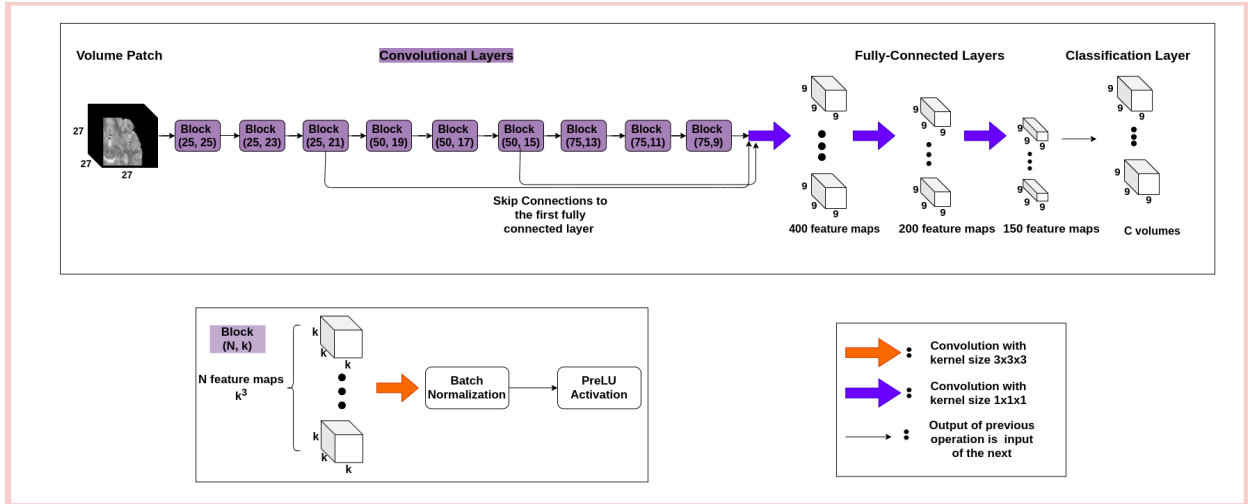 Volume Patch
Convolutional Layers
Fully-Connected Layers
Classification Layer
27
27
27
Block
(25, 25)
Block
(25, 23)
Block
(25, 21)
Block
(50, 19)
Block
(50, 17)
Block
(50, 15)
Block
(75,13)
Block
(75,11)
Block
(75,9)
Skip Connections to
the first fully
connected layer
9
9
9
9
9
9
400 feature maps
9
9
9
9
9
9
200 feature maps
9
9
9
9
9
9
150 feature maps
9
9
9
9
9
9
C volumes
Block
(N, k)
N feature maps
k³
k
k
k
k
k
k
Batch
Normalization
PreLU
Activation
Convolution with
kernel size 3x3x3
Convolution with
kernel size 1x1x1
Output of previous
operation is input
of the next